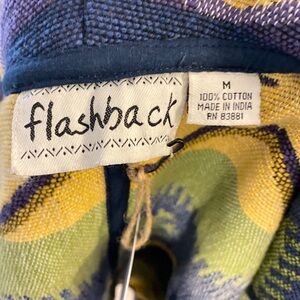 flashback
M
100% COTTON
MADE IN INDIA
RN 83881